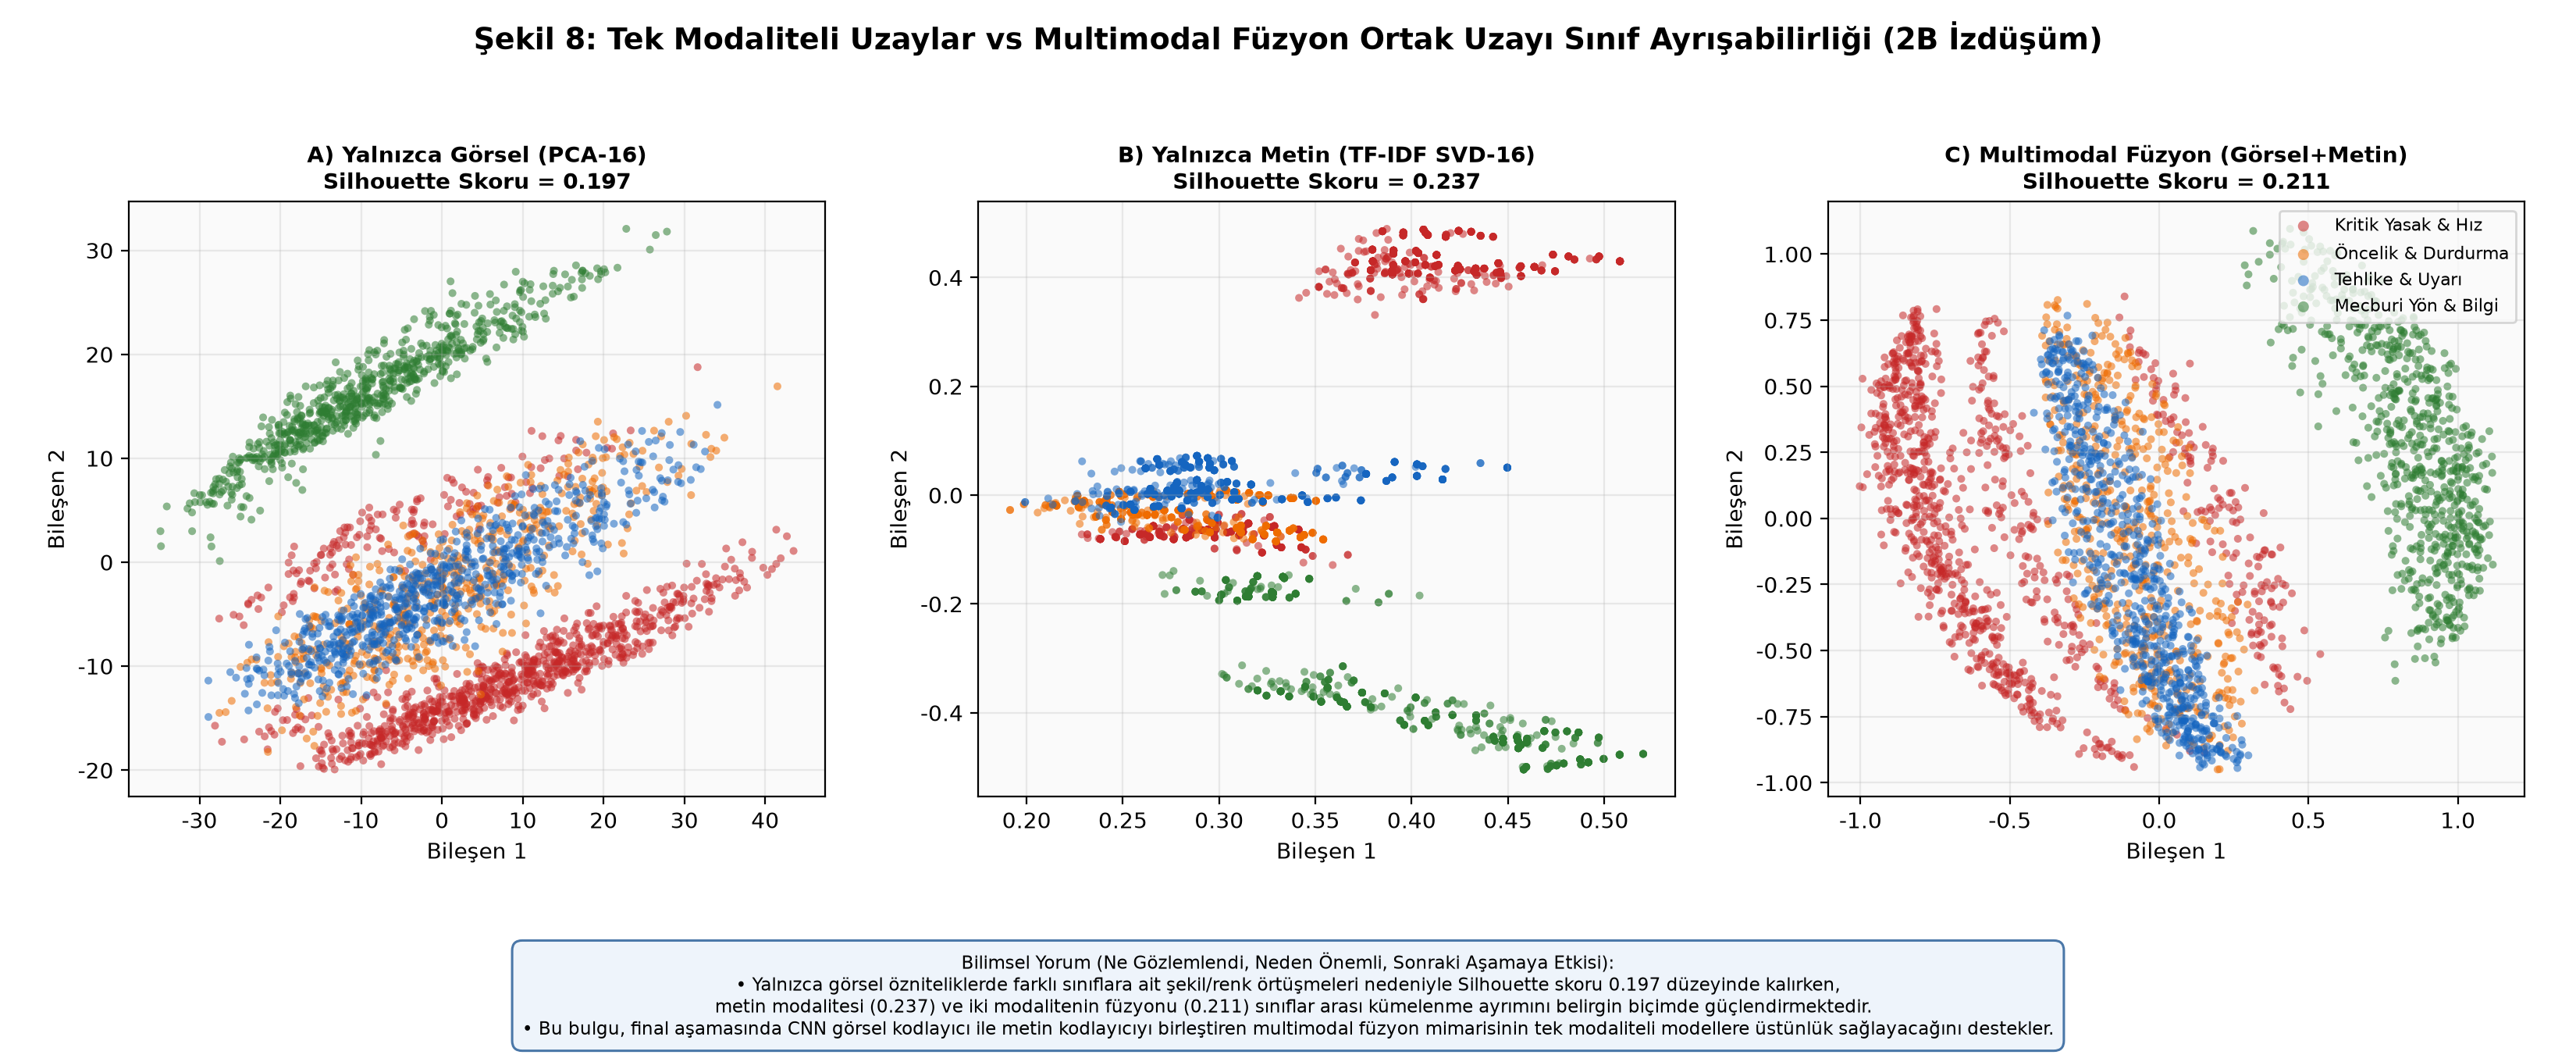 Şekil 8: Tek Modaliteli Uzaylar vs Multimodal Füzyon Ortak Uzayı Sınıf Ayrışabilirliği (2B İzdüşüm)
A) Yalnızca Görsel (PCA-16)
Silhouette Skoru = 0.197
30
20
10
0
-10
-20
Bileşen 2
-30
-20
-10
0
10
20
30
40
Bileşen 1
B) Yalnızca Metin (TF-IDF SVD-16)
Silhouette Skoru = 0.237
0.4
0.2
0.0
-0.2
-0.4
Bileşen 2
0.20
0.25
0.30
0.35
0.40
0.45
0.50
Bileşen 1
C) Multimodal Füzyon (Görsel+Metin)
Silhouette Skoru = 0.211
Kritik Yasak & Hız
Öncelik & Durdurma
Tehlike & Uyarı
Mecburi Yön & Bilgi
1.00
0.75
0.50
0.25
0.00
-0.25
-0.50
-0.75
-1.00
Bileşen 2
-1.0
-0.5
0.0
0.5
1.0
Bileşen 1
Bilimsel Yorum (Ne Gözlemlendi, Neden Önemli, Sonraki Aşamaya Etkisi):
• Yalnızca görsel özniteliklerde farklı sınıflara ait şekil/renk örtüşmeleri nedeniyle Silhouette skoru 0.197 düzeyinde kalırken,
metin modalitesi (0.237) ve iki modalitenin füzyonu (0.211) sınıflar arası kümelenme ayrımını belirgin biçimde güçlendirmektedir.
• Bu bulgu, final aşamasında CNN görsel kodlayıcı ile metin kodlayıcıyı birleştiren multimodal füzyon mimarisinin tek modaliteli modellere üstünlük sağlayacağını destekler.